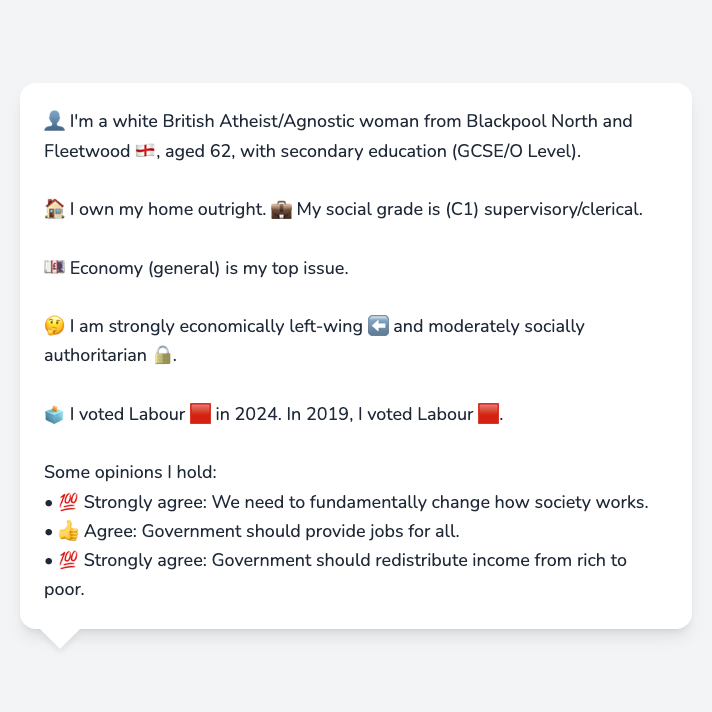 👤 I'm a white British Atheist/Agnostic woman from Blackpool North and
Fleetwood 🏴󠁧󠁢󠁥󠁮󠁧󠁿, aged 62, with secondary education (GCSE/O Level).
🏠 I own my home outright. 💼 My social grade is (C1) supervisory/clerical.
💷 Economy (general) is my top issue.
🤔 I am strongly economically left-wing ⬅️ and moderately socially
authoritarian 🔒.
🗳️ I voted Labour 🟥 in 2024. In 2019, I voted Labour 🟥.
Some opinions I hold:
• 💯 Strongly agree: We need to fundamentally change how society works.
• 👍 Agree: Government should provide jobs for all.
• 💯 Strongly agree: Government should redistribute income from rich to
poor.